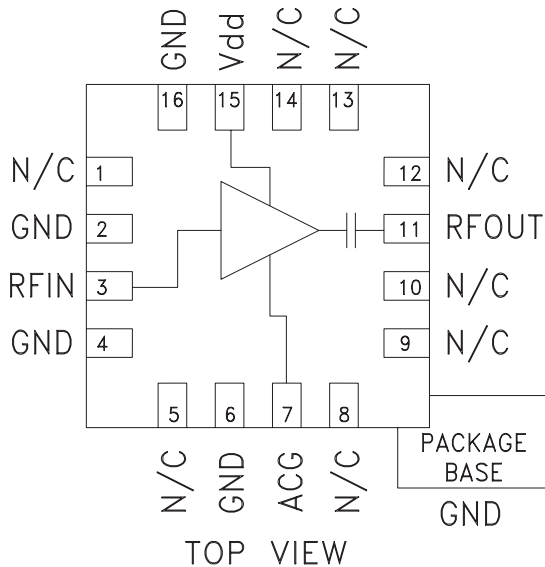 GND Vdd N/C N/C
16 15 14 13
N/C 1 12 N/C
GND 2 11 RFOUT
RFIN 3 10 N/C
GND 4 9 N/C
5 6 7 8
N/C GND ACG N/C
PACKAGE
BASE
GND
TOP VIEW